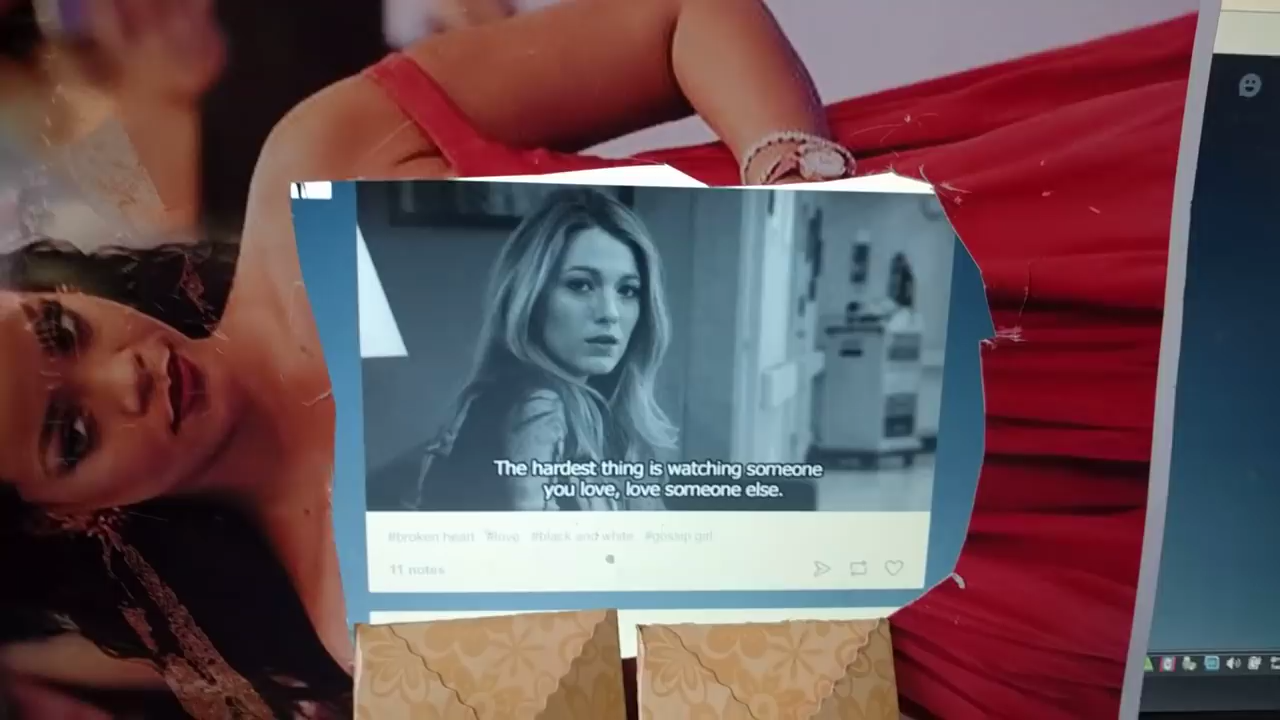 The hardest thing is watching someone
you love, love someone else.
#broken heart #love #black and white #gossip girl
11 notes